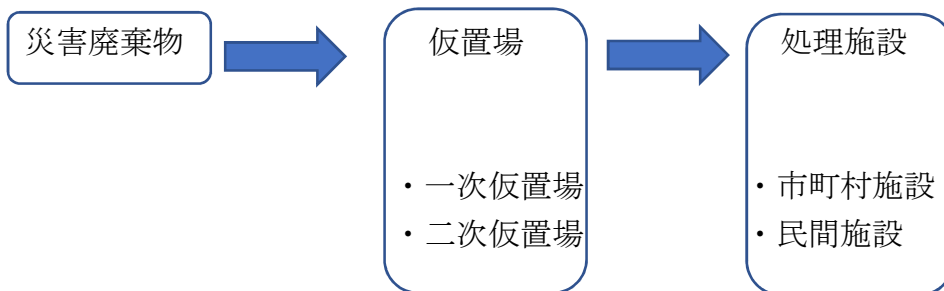 災害廃棄物
仮置場
・一次仮置場
・二次仮置場
処理施設
・市町村施設
・民間施設